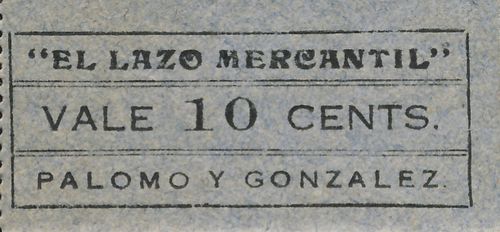 "EL LAZO MERCANTIL"
VALE 10 CENTS.
PALOMO Y GONZALEZ.